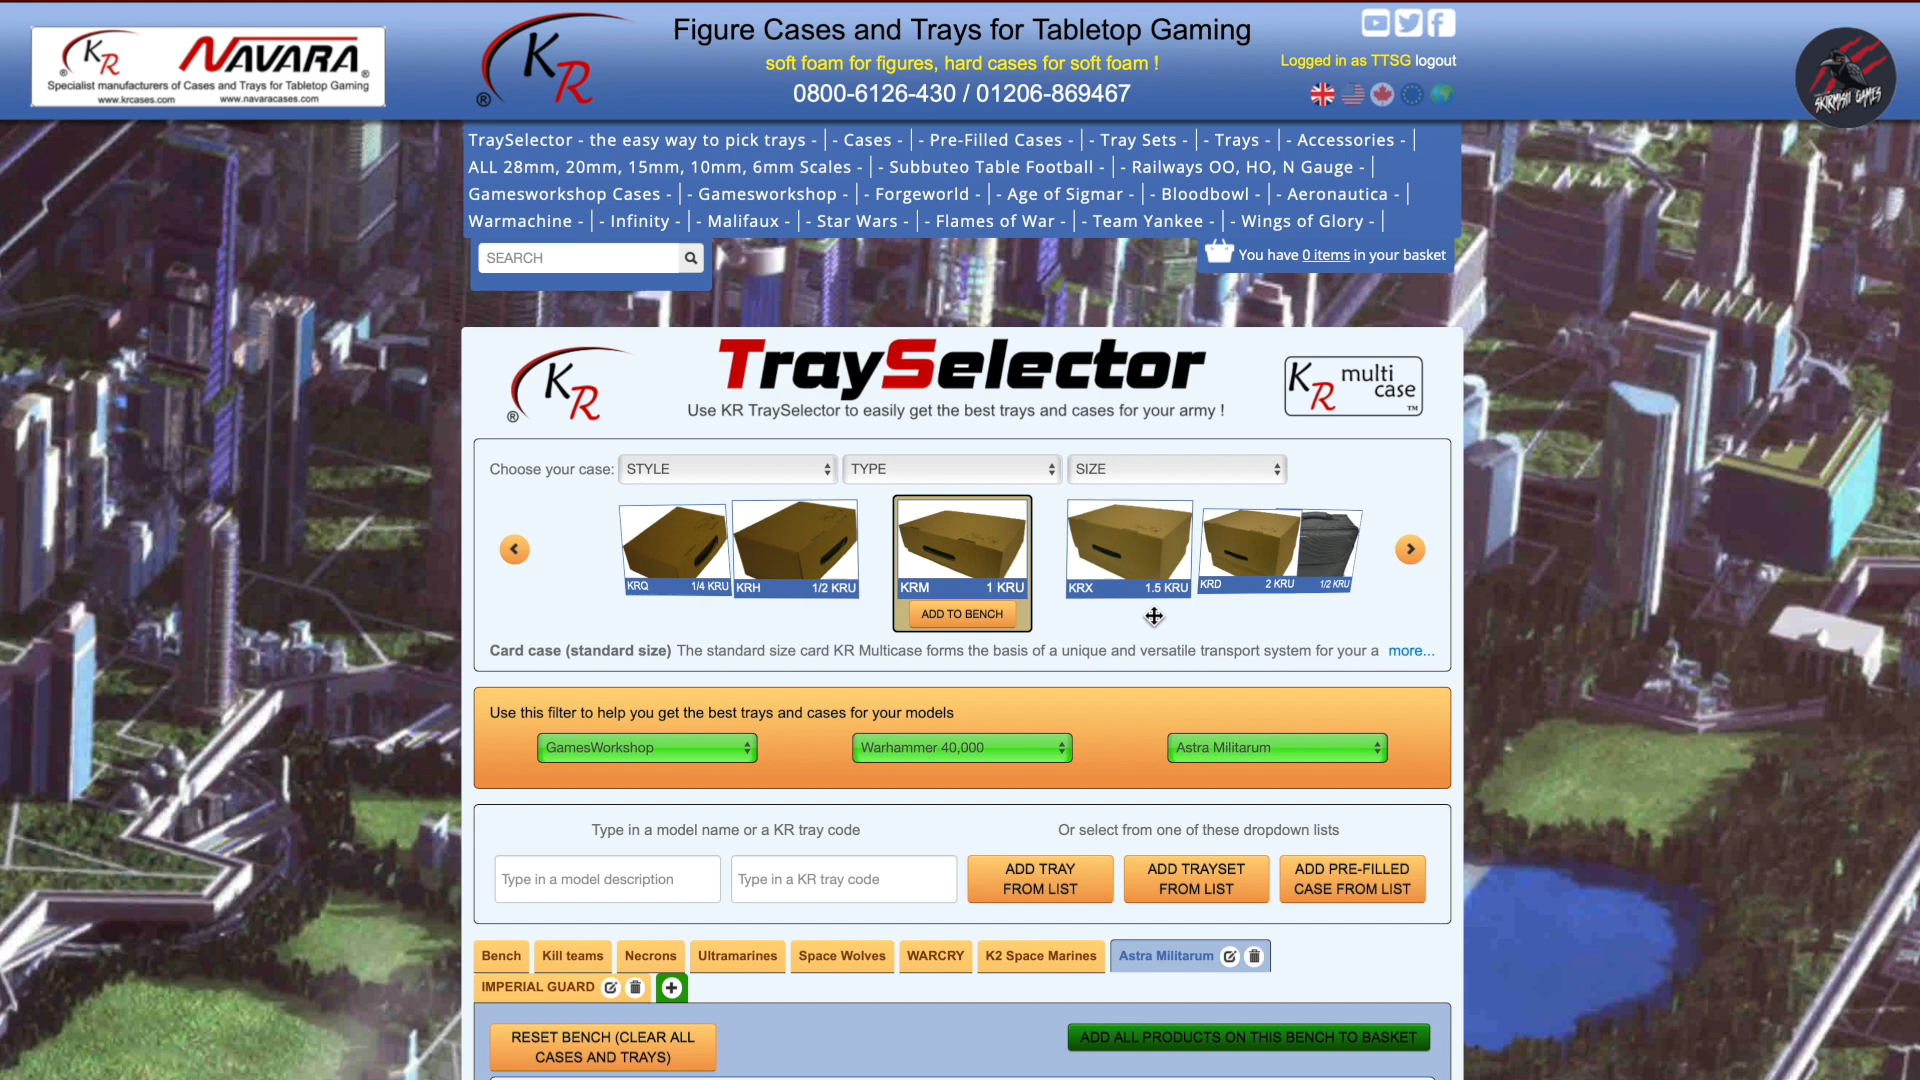 KR NAVARA
Specialist manufacturers of Cases and Trays for Tabletop Gaming
www.krcases.com www.navaracases.com
KR
Figure Cases and Trays for Tabletop Gaming
soft foam for figures, hard cases for soft foam !
0800-6126-430 / 01206-869467
Logged in as TTSG logout
SKIRMISH GAMES
TraySelector - the easy way to pick trays - | - Cases - | - Pre-Filled Cases - | - Tray Sets - | - Trays - | - Accessories - |
ALL 28mm, 20mm, 15mm, 10mm, 6mm Scales - | - Subbuteo Table Football - | - Railways OO, HO, N Gauge - |
Gamesworkshop Cases - | - Gamesworkshop - | - Forgeworld - | - Age of Sigmar - | - Bloodbowl - | - Aeronautica - |
Warmachine - | - Infinity - | - Malifaux - | - Star Wars - | - Flames of War - | - Team Yankee - | - Wings of Glory - |
SEARCH
You have 0 items in your basket
KR
TraySelector
Use KR TraySelector to easily get the best trays and cases for your army !
KR multi case ™
Choose your case: STYLE TYPE SIZE
KRQ 1/4 KRU KRH 1/2 KRU KRM 1 KRU KRX 1.5 KRU KRD 2 KRU 1/2 KRU
ADD TO BENCH
Card case (standard size) The standard size card KR Multicase forms the basis of a unique and versatile transport system for your a more...
Use this filter to help you get the best trays and cases for your models
GamesWorkshop Warhammer 40,000 Astra Militarum
Type in a model name or a KR tray code Or select from one of these dropdown lists
Type in a model description Type in a KR tray code
ADD TRAY FROM LIST
ADD TRAYSET FROM LIST
ADD PRE-FILLED CASE FROM LIST
Bench Kill teams Necrons Ultramarines Space Wolves WARCRY K2 Space Marines Astra Militarum
IMPERIAL GUARD
RESET BENCH (CLEAR ALL
CASES AND TRAYS)
ADD ALL PRODUCTS ON THIS BENCH TO BASKET